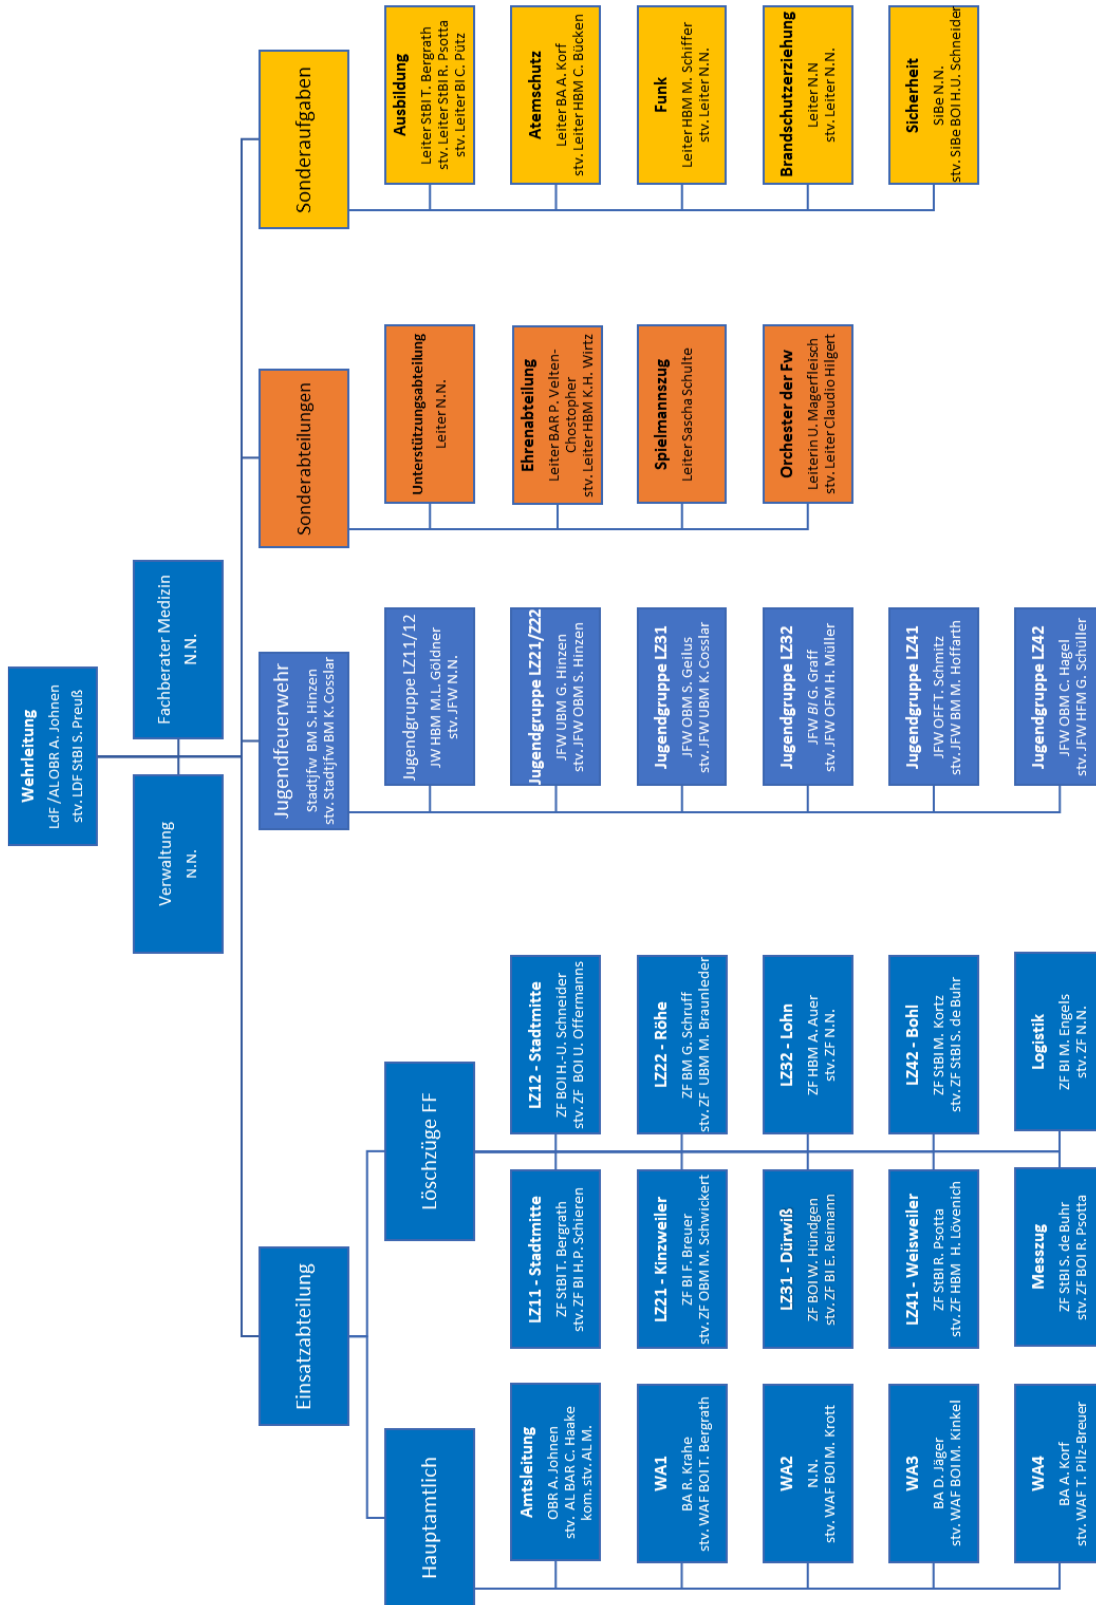 Wehrleitung
LdF /AL OBR A. Johnen
stv. LDF StBI S. Preuß
Verwaltung
N.N.
Fachberater Medizin
N.N.
Einsatzabteilung
Hauptamtlich
Amtsleitung
OBR A. Johnen
stv. AL BAR C. Haake
kom. stv. AL M.
WA1
BA R. Krahe
stv. WAF BOI T. Bergrath
WA2
N.N.
stv. WAF BOI M. Krott
WA3
BA D. Jäger
stv. WAF BOI M. Kinkel
WA4
BA A. Korf
stv. WAF T. Pilz-Breuer
Löschzüge FF
LZ11 - Stadtmitte
ZF StBI T. Bergrath
stv. ZF BI H.P. Schieren
LZ12 - Stadtmitte
ZF BOI H.-U. Schneider
stv. ZF BOI U. Offermanns
LZ21 - Kinzweiler
ZF BI F. Breuer
stv. ZF OBM M. Schwickert
LZ22 - Röhe
ZF BM G. Schruff
stv. ZF UBM M. Braunleder
LZ31 - Dürwiß
ZF BOI W. Hündgen
stv. ZF BI E. Reimann
LZ32 - Lohn
ZF HBM A. Auer
stv. ZF N.N.
LZ41 - Weisweiler
ZF StBI R. Psotta
stv. ZF HBM H. Lövenich
LZ42 - Bohl
ZF StBI M. Kortz
stv. ZF StBI S. de Buhr
Messzug
ZF StBI S. de Buhr
stv. ZF BOI R. Psotta
Logistik
ZF BI M. Engels
stv. ZF N.N.
Jugendfeuerwehr
Stadtjfw BM S. Hinzen
stv. Stadtjfw BM K. Cosslar
Jugendgruppe LZ11/12
JW HBM M.L. Göldner
stv. JFW N.N.
Jugendgruppe LZ21/Z22
JFW UBM G. Hinzen
stv. JFW OBM S. Hinzen
Jugendgruppe LZ31
JFW OBM S. Geilus
stv. JFW UBM K. Cosslar
Jugendgruppe LZ32
JFW BI G. Graff
stv. JFW OFM H. Müller
Jugendgruppe LZ41
JFW OFF T. Schmitz
stv. JFW BM M. Hoffarth
Jugendgruppe LZ42
JFW OBM C. Hagel
stv. JFW HFM G. Schüller
Sonderabteilungen
Unterstützungsabteilung
Leiter N.N.
Ehrenabteilung
Leiter BAR P. Velten-
Chostopher
stv. Leiter HBM K.H. Wirtz
Spielmannszug
Leiter Sascha Schulte
Orchester der Fw
Leiterin U. Magerfleisch
stv. Leiter Claudio Hilgert
Sonderaufgaben
Ausbildung
Leiter StBI T. Bergrath
stv. Leiter StBI R. Psotta
stv. Leiter BI C. Pütz
Atemschutz
Leiter BA A. Korf
stv. Leiter HBM C. Bücken
Funk
Leiter HBM M. Schiffer
stv. Leiter N.N.
Brandschutzerziehung
Leiter N.N
stv. Leiter N.N.
Sicherheit
SiBe N.N.
stv. SiBe BOI H.U. Schneider